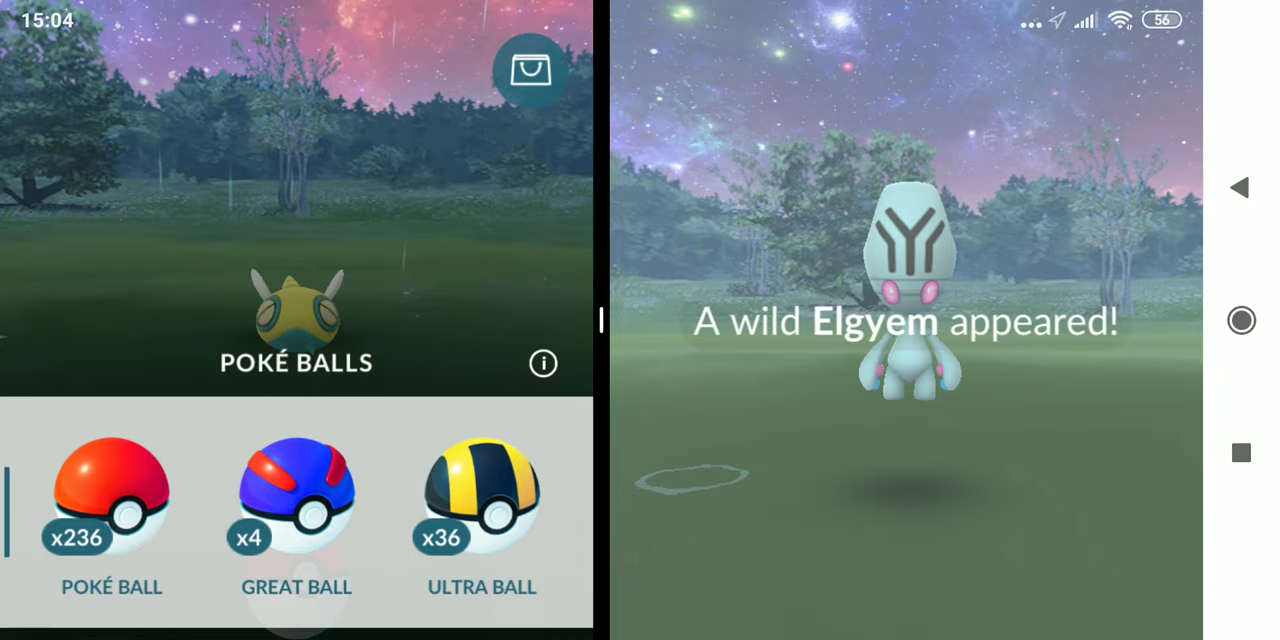 15:04
POKÉ BALLS
x236
x4
x36
POKÉ BALL
GREAT BALL
ULTRA BALL
56
A wild Elgyem appeared!